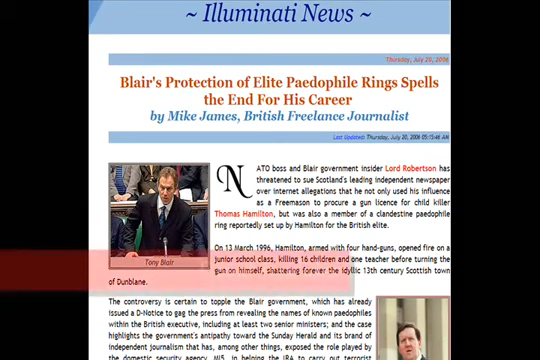 ~ Illuminati News ~
Thursday, July 20, 2006
Blair's Protection of Elite Paedophile Rings Spells
the End For His Career
by Mike James, British Freelance Journalist
Last Updated: Thursday, July 20, 2006 05:15:46 AM
NATO boss and Blair government insider Lord Robertson has
threatened to sue Scotland's leading independent newspaper
over internet allegations that he not only used his influence
as a Freemason to procure a gun licence for child killer
Thomas Hamilton, but was also a member of a clandestine paedophile
ring reportedly set up by Hamilton for the British elite.
Tony Blair
On 13 March 1996, Hamilton, armed with four hand-guns, opened fire on a
junior school class, killing 16 children and one teacher before turning the
gun on himself, shattering forever the idyllic 13th century Scottish town
of Dunblane.
The controversy is certain to topple the Blair government, which has already
issued a D-Notice to gag the press from revealing the names of known paedophiles
within the British executive, including at least two senior ministers; and the case
highlights the government's antipathy toward the Sunday Herald and its brand of
independent journalism that has, among other things, exposed the role played by
the domestic security agency, MI5, in helping the IRA to carry out terrorist